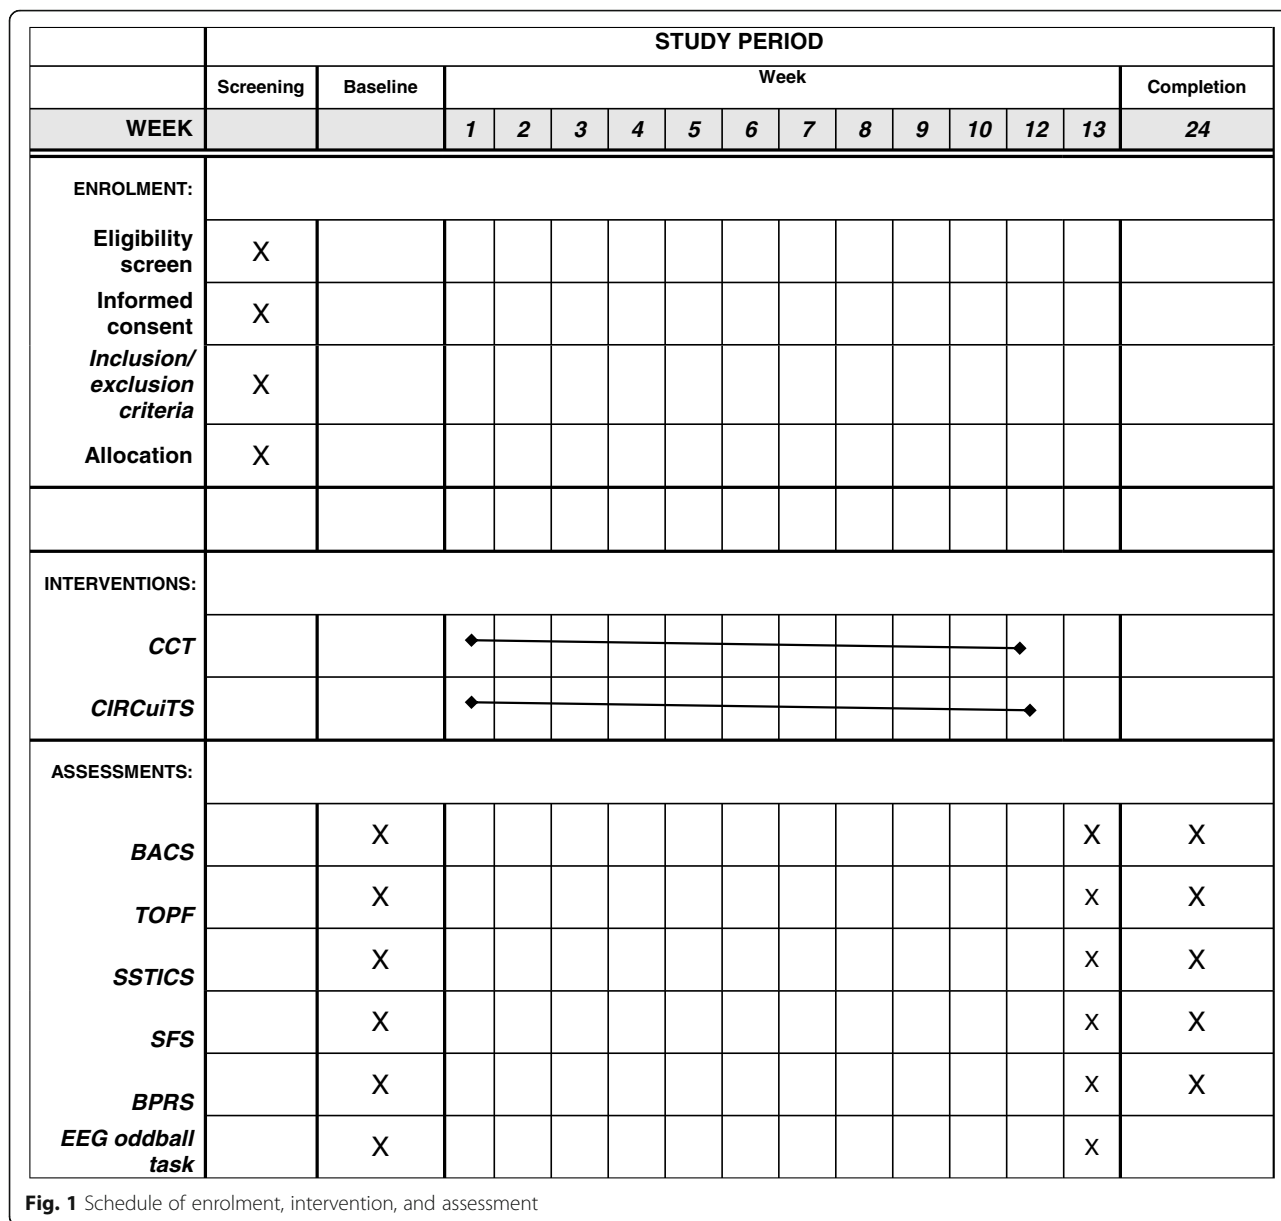 STUDY PERIOD
Screening Baseline Week Completion
WEEK 1 2 3 4 5 6 7 8 9 10 12 13 24
ENROLMENT:
Eligibility
screen X
Informed
consent X
Inclusion/
exclusion X
criteria
Allocation X
INTERVENTIONS:
CCT
CIRCuiTS
ASSESSMENTS:
BACS X X X
TOPF X X X
SSTICS X X X
SFS X X X
BPRS X X X
EEG oddball
task X X
Fig. 1 Schedule of enrolment, intervention, and assessment